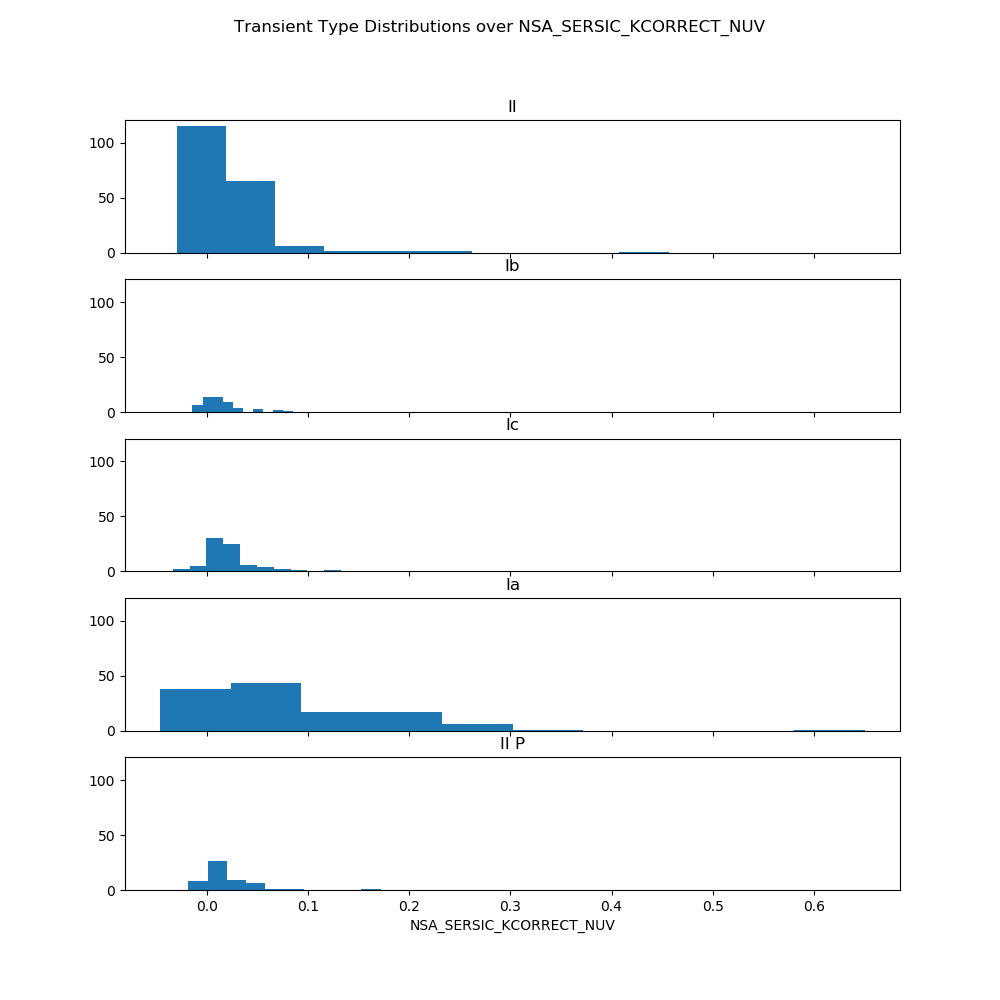 Transient Type Distributions over NSA_SERSIC_KCORRECT_NUV
II
100
50
0
Ib
100
50
0
Ic
100
50
0
Ia
100
50
0
II P
100
50
0
0.0 0.1 0.2 0.3 0.4 0.5 0.6
NSA_SERSIC_KCORRECT_NUV